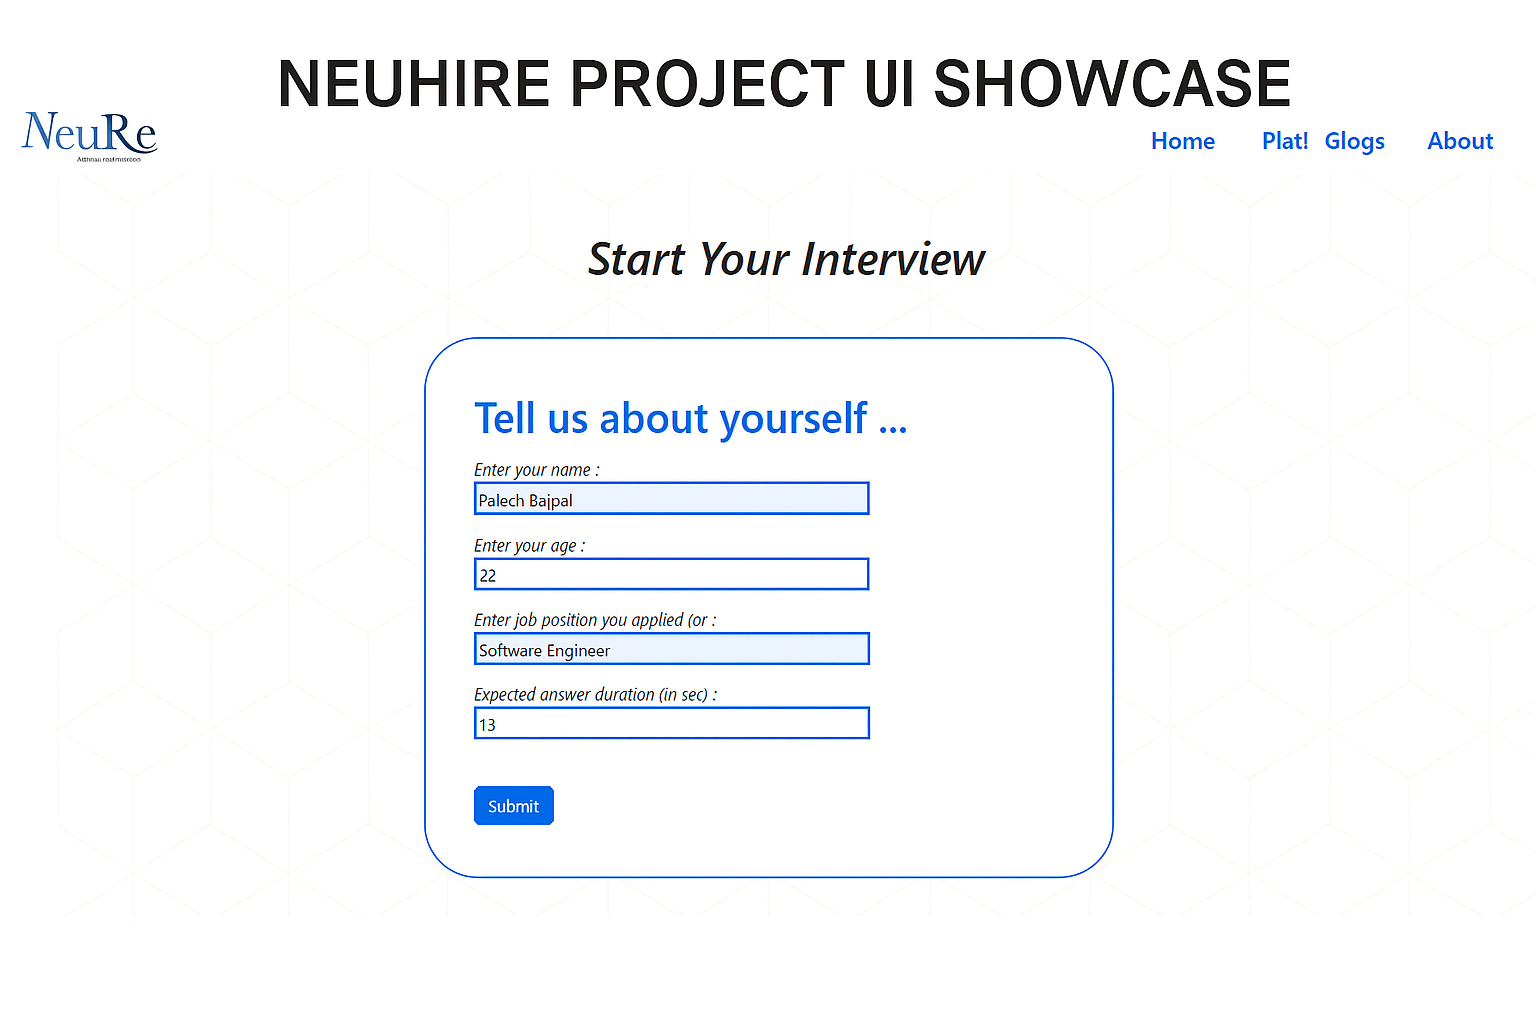 NEUHIRE PROJECT UI SHOWCASE
NeuRe
Home Plat! Glogs About
Start Your Interview
Tell us about yourself ...
Enter your name :
Palech Bajpal
Enter your age :
22
Enter job position you applied (or :
Software Engineer
Expected answer duration (in sec) :
13
Submit